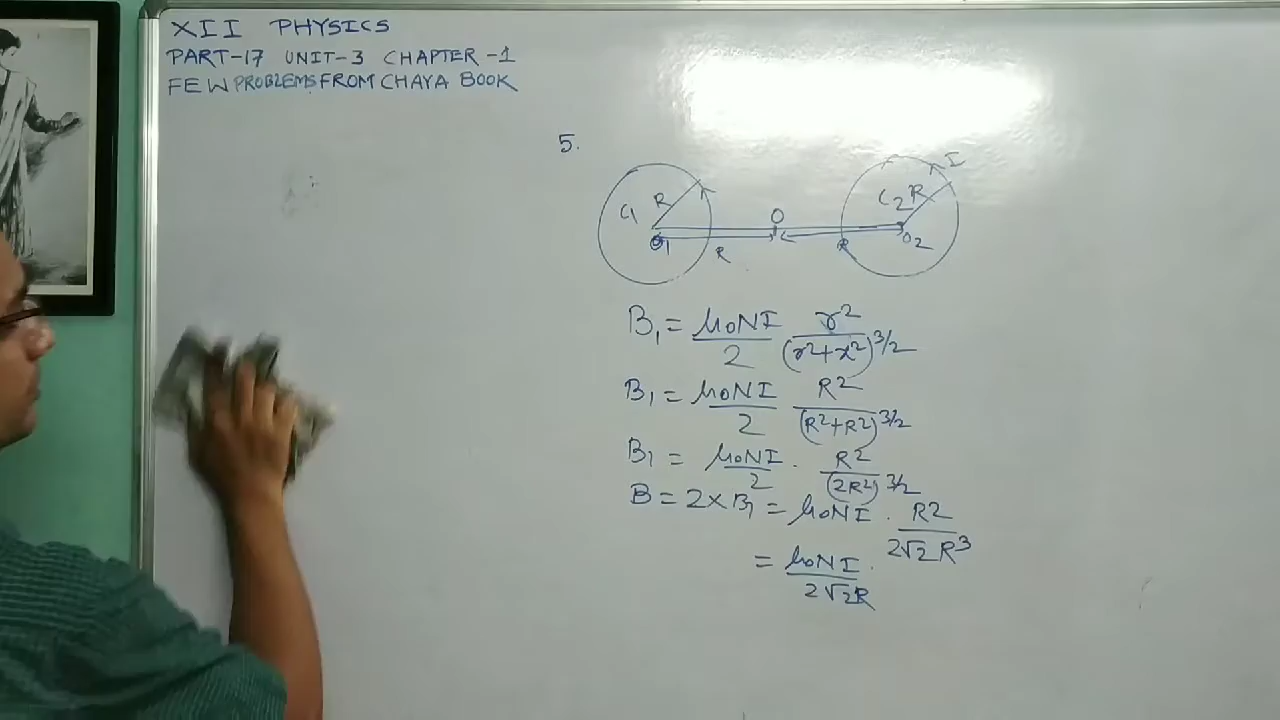 XII PHYSICS
PART-17 UNIT-3 CHAPTER-1
FEW PROBLEMS FROM CHAYA BOOK
5.
I
C₁ R O C₂ R
O₁ R R O₂
B₁ = μ₀NI/2 r²/(r²+x²)^3/2
B₁ = μ₀NI/2 R²/(R²+R²)^3/2
B₁ = μ₀NI/2 . R²/(2R²)^3/2
B = 2×B₁ = μ₀NI . R²/2√2R³
= μ₀NI/2√2R .